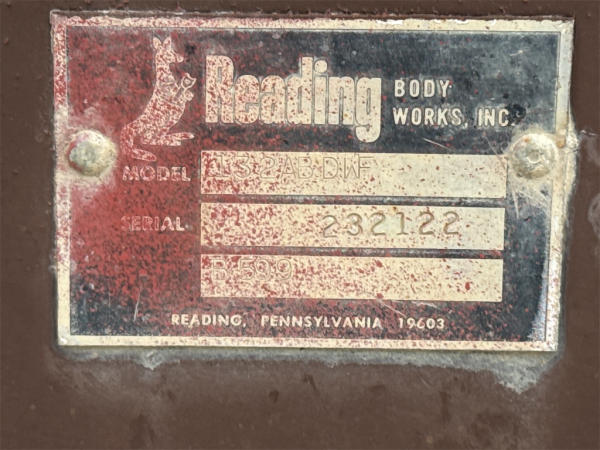 Reading BODY
WORKS, INC.
MODEL
SERIAL 232122
READING, PENNSYLVANIA 19603